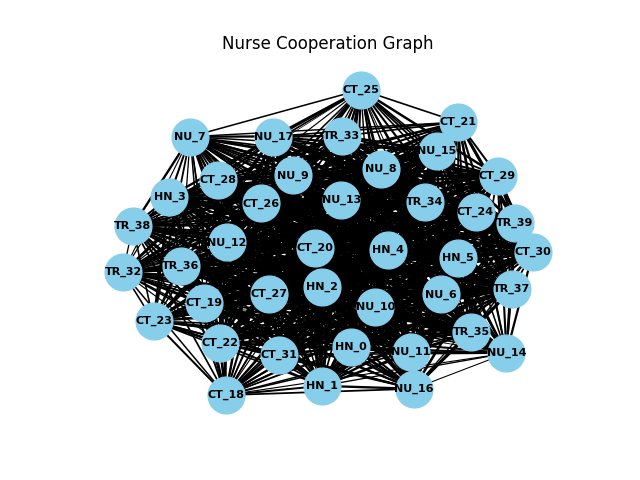 Nurse Cooperation Graph
CT_25
CT_21
NU_7
NU_17
TR_33
NU_15
NU_8
NU_9
CT_29
CT_28
HN_3
CT_26
NU_13
TR_34
CT_24
TR_39
TR_38
NU_12
CT_20
HN_4
CT_30
HN_5
TR_36
TR_32
HN_2
CT_27
NU_6
TR_37
CT_19
NU_10
CT_23
TR_35
CT_22
HN_0
NU_11
NU_14
CT_31
HN_1
NU_16
CT_18